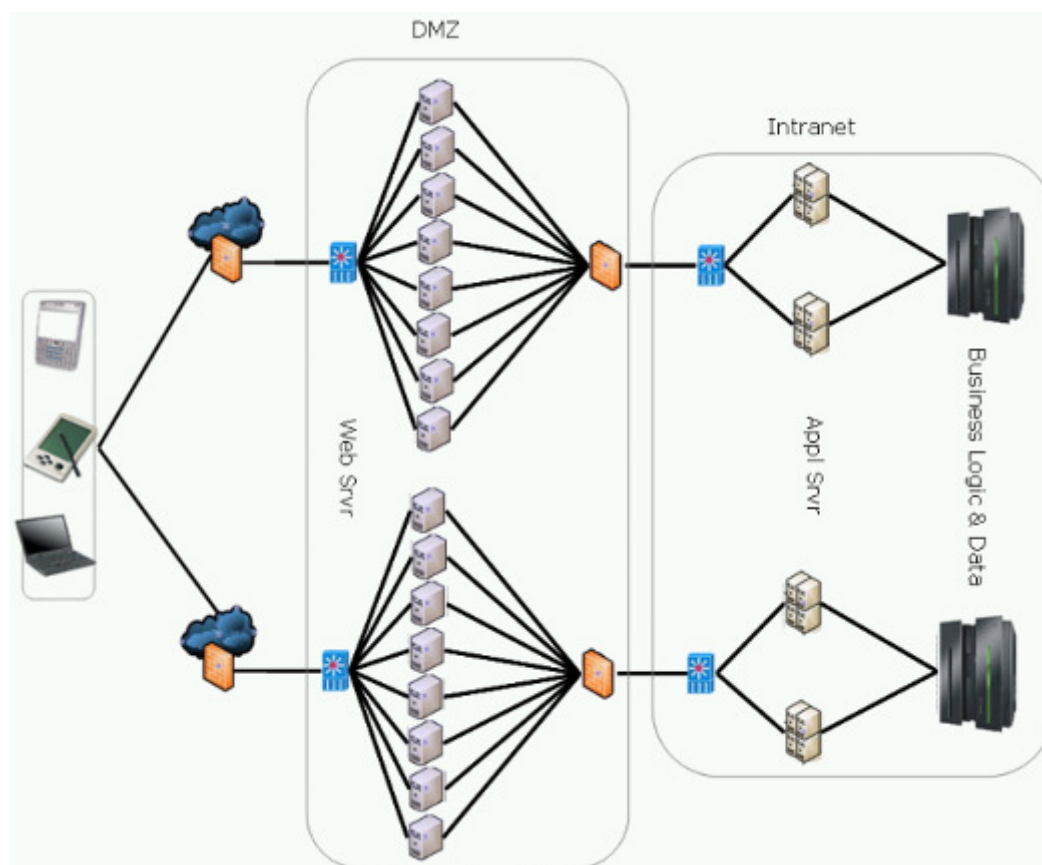 DMZ
Intranet
Web Srvr
Appl Srvr
Business Logic & Data